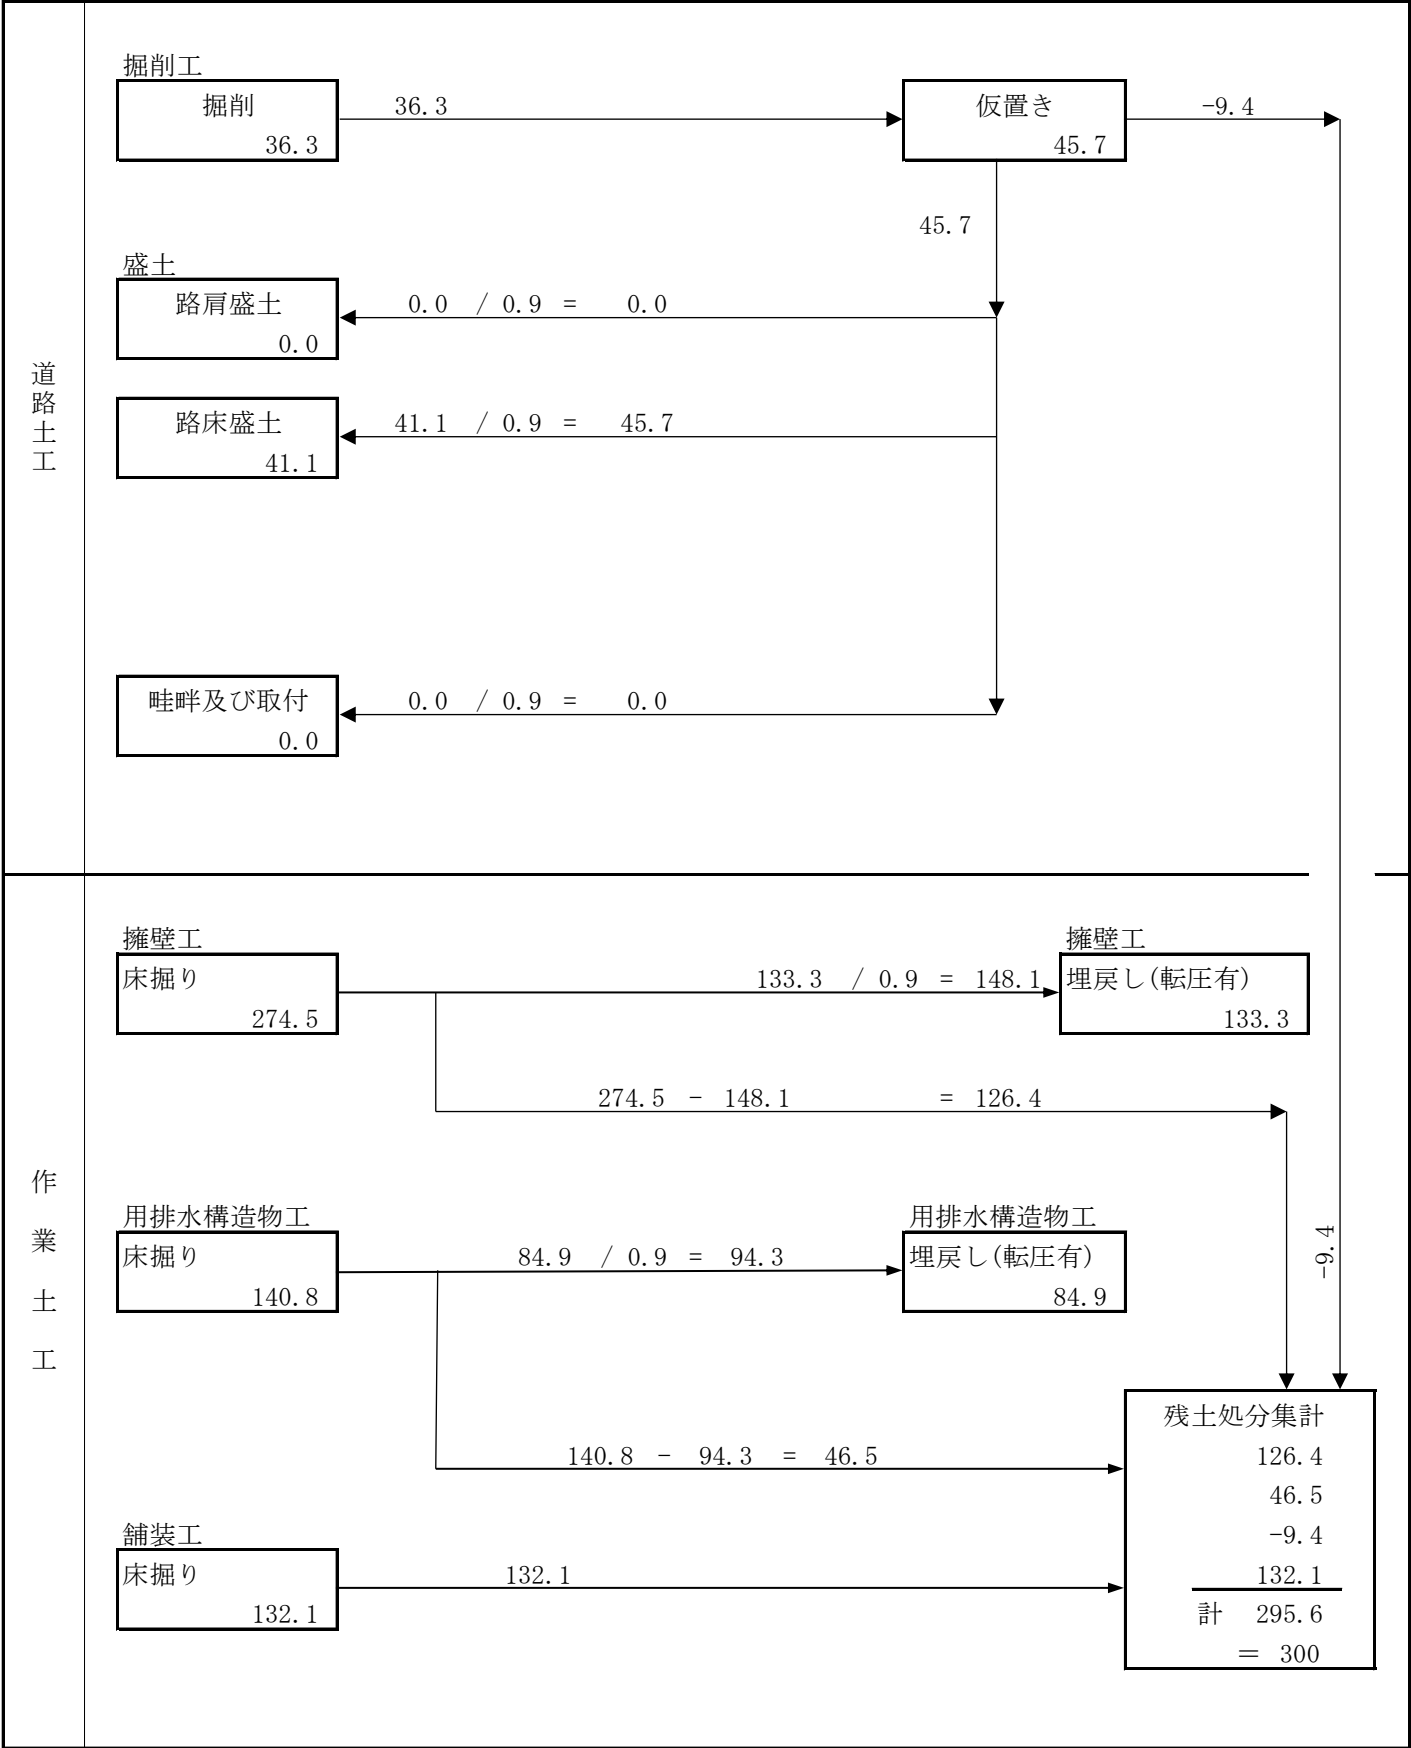 道路土工
掘削工
掘削
36.3
36.3
仮置き
45.7
-9.4
45.7
盛土
路肩盛土
0.0
0.0 / 0.9 = 0.0
路床盛土
41.1
41.1 / 0.9 = 45.7
畦畔及び取付
0.0
0.0 / 0.9 = 0.0
作業土工
擁壁工
床掘り
274.5
133.3 / 0.9 = 148.1
擁壁工
埋戻し(転圧有)
133.3
274.5 - 148.1 = 126.4
用排水構造物工
床掘り
140.8
84.9 / 0.9 = 94.3
用排水構造物工
埋戻し(転圧有)
84.9
-9.4
140.8 - 94.3 = 46.5
舗装工
床掘り
132.1
132.1
残土処分集計
126.4
46.5
-9.4
132.1
計 295.6
＝ 300